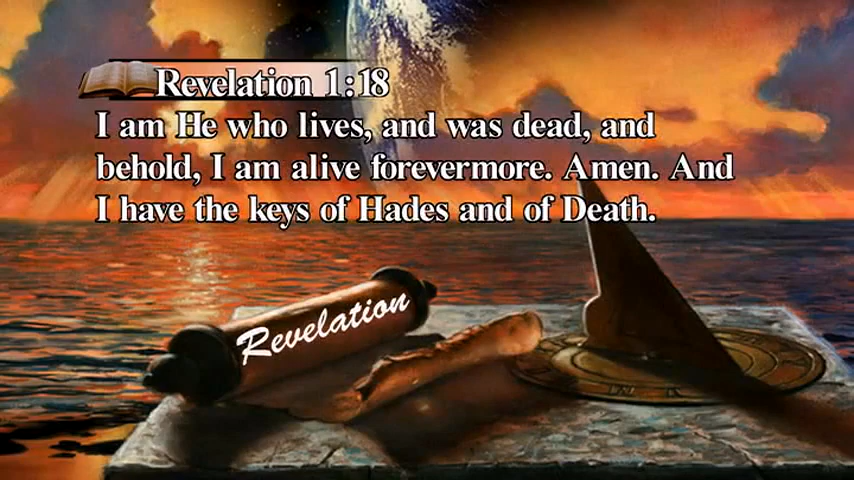 Revelation 1:18
I am He who lives, and was dead, and
behold, I am alive forevermore. Amen. And
I have the keys of Hades and of Death.
Revelation